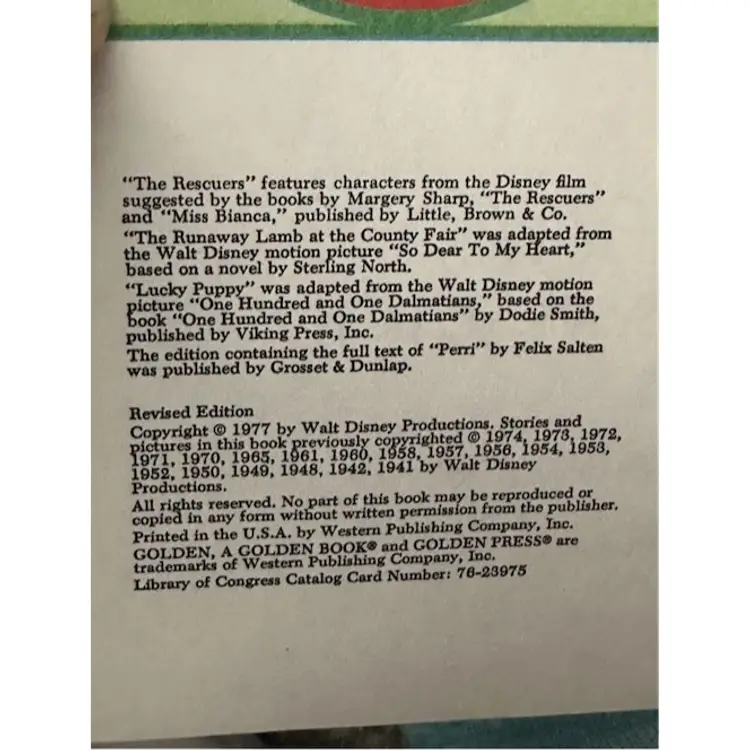 "The Rescuers" features characters from the Disney film
suggested by the books by Margery Sharp, "The Rescuers"
and "Miss Bianca," published by Little, Brown & Co.
"The Runaway Lamb at the County Fair" was adapted from
the Walt Disney motion picture "So Dear To My Heart,"
based on a novel by Sterling North.
"Lucky Puppy" was adapted from the Walt Disney motion
picture "One Hundred and One Dalmatians," based on the
book "One Hundred and One Dalmatians" by Dodie Smith,
published by Viking Press, Inc.
The edition containing the full text of "Perri" by Felix Salten
was published by Grosset & Dunlap.
Revised Edition
Copyright © 1977 by Walt Disney Productions. Stories and
pictures in this book previously copyrighted © 1974, 1973, 1972,
1971, 1970, 1965, 1961, 1960, 1958, 1957, 1956, 1954, 1953,
1952, 1950, 1949, 1948, 1942, 1941 by Walt Disney
Productions.
All rights reserved. No part of this book may be reproduced or
copied in any form without written permission from the publisher.
Printed in the U.S.A. by Western Publishing Company, Inc.
GOLDEN, A GOLDEN BOOK® and GOLDEN PRESS® are
trademarks of Western Publishing Company, Inc.
Library of Congress Catalog Card Number: 76-23975